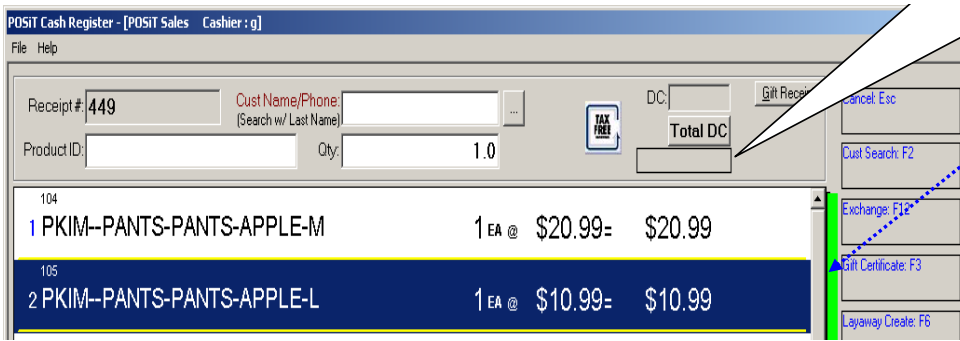 POSiT Cash Register - [POSiT Sales Cashier : g]
File Help
Receipt #: 449
Cust Name/Phone:
(Search w/ Last Name)
...
TAX
FREE
DC:
Gift Recei
Total DC
Product ID:
Qty: 1.0
104
1 PKIM--PANTS-PANTS-APPLE-M 1 EA @ $20.99= $20.99
105
2 PKIM--PANTS-PANTS-APPLE-L 1 EA @ $10.99= $10.99
Cancel: Esc
Cust Search: F2
Exchange: F12
Gift Certificate: F3
Layaway Create: F6